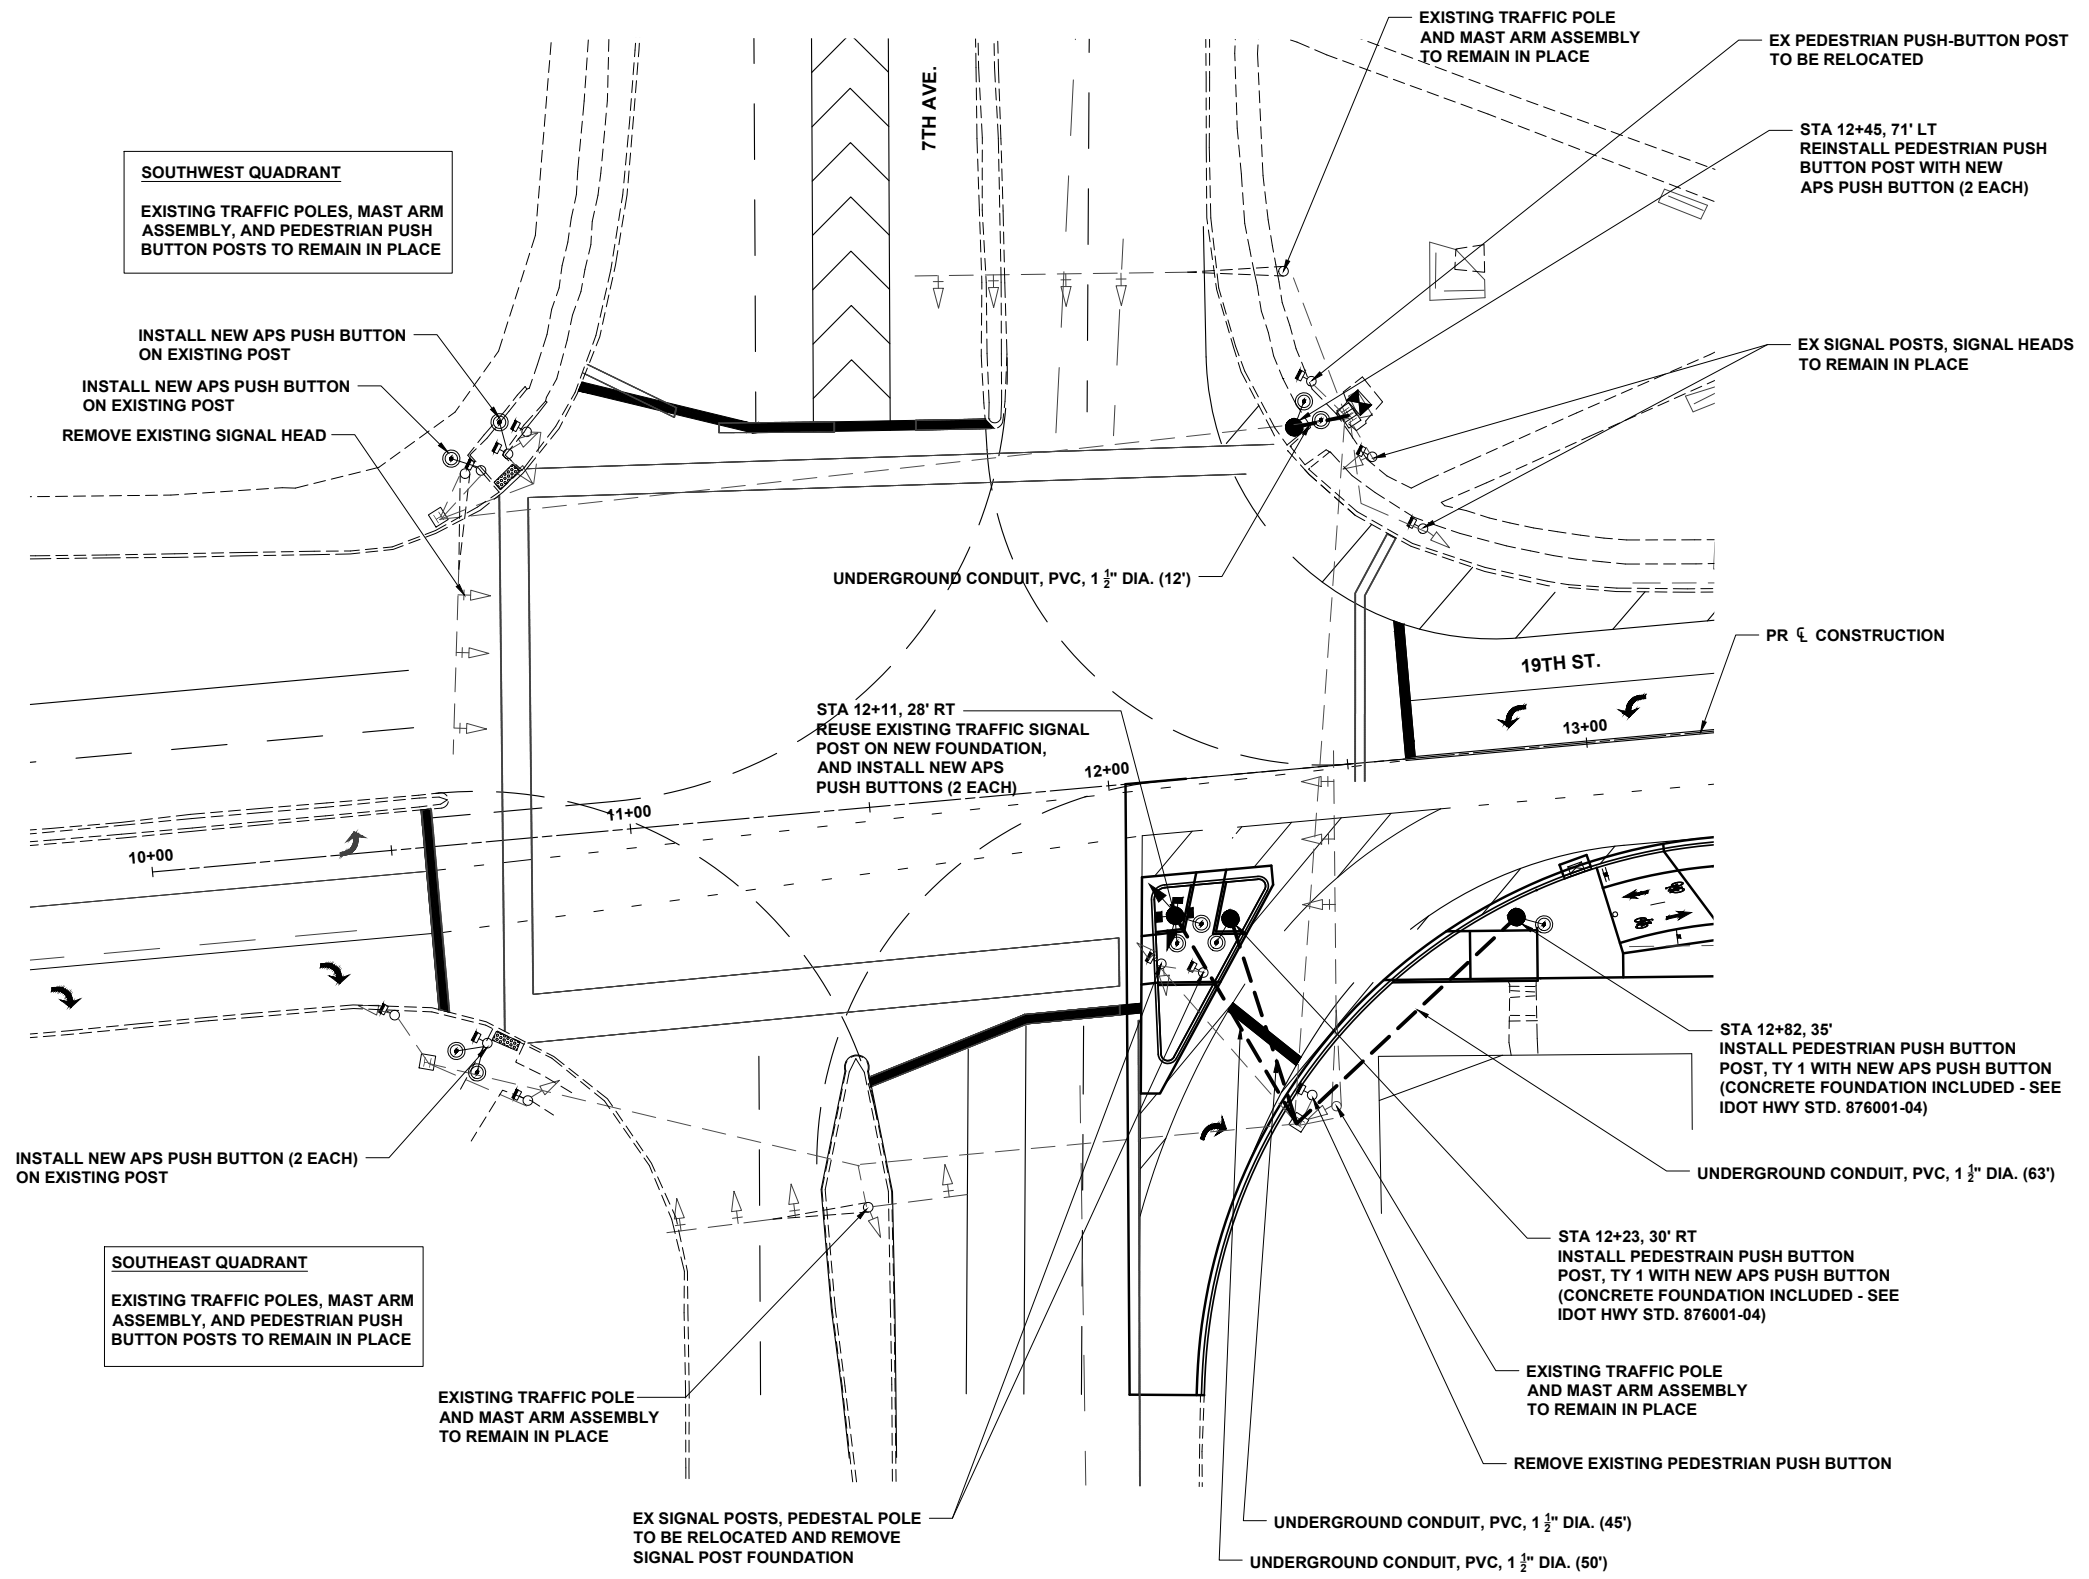 EXISTING TRAFFIC POLE
AND MAST ARM ASSEMBLY
TO REMAIN IN PLACE
EX PEDESTRIAN PUSH-BUTTON POST
TO BE RELOCATED
7TH AVE.
STA 12+45, 71' LT
REINSTALL PEDESTRIAN PUSH
BUTTON POST WITH NEW
APS PUSH BUTTON (2 EACH)
SOUTHWEST QUADRANT
EXISTING TRAFFIC POLES, MAST ARM
ASSEMBLY, AND PEDESTRIAN PUSH
BUTTON POSTS TO REMAIN IN PLACE
INSTALL NEW APS PUSH BUTTON
ON EXISTING POST
INSTALL NEW APS PUSH BUTTON
ON EXISTING POST
REMOVE EXISTING SIGNAL HEAD
EX SIGNAL POSTS, SIGNAL HEADS
TO REMAIN IN PLACE
UNDERGROUND CONDUIT, PVC, 1 1/2" DIA. (12')
PR ℄ CONSTRUCTION
19TH ST.
13+00
STA 12+11, 28' RT
REUSE EXISTING TRAFFIC SIGNAL
POST ON NEW FOUNDATION,
AND INSTALL NEW APS
PUSH BUTTONS (2 EACH)
12+00
11+00
10+00
STA 12+82, 35'
INSTALL PEDESTRIAN PUSH BUTTON
POST, TY 1 WITH NEW APS PUSH BUTTON
(CONCRETE FOUNDATION INCLUDED - SEE
IDOT HWY STD. 876001-04)
INSTALL NEW APS PUSH BUTTON (2 EACH)
ON EXISTING POST
UNDERGROUND CONDUIT, PVC, 1 1/2" DIA. (63')
STA 12+23, 30' RT
INSTALL PEDESTRAIN PUSH BUTTON
POST, TY 1 WITH NEW APS PUSH BUTTON
(CONCRETE FOUNDATION INCLUDED - SEE
IDOT HWY STD. 876001-04)
SOUTHEAST QUADRANT
EXISTING TRAFFIC POLES, MAST ARM
ASSEMBLY, AND PEDESTRIAN PUSH
BUTTON POSTS TO REMAIN IN PLACE
EXISTING TRAFFIC POLE
AND MAST ARM ASSEMBLY
TO REMAIN IN PLACE
EXISTING TRAFFIC POLE
AND MAST ARM ASSEMBLY
TO REMAIN IN PLACE
REMOVE EXISTING PEDESTRIAN PUSH BUTTON
EX SIGNAL POSTS, PEDESTAL POLE
TO BE RELOCATED AND REMOVE
SIGNAL POST FOUNDATION
UNDERGROUND CONDUIT, PVC, 1 1/2" DIA. (45')
UNDERGROUND CONDUIT, PVC, 1 1/2" DIA. (50')